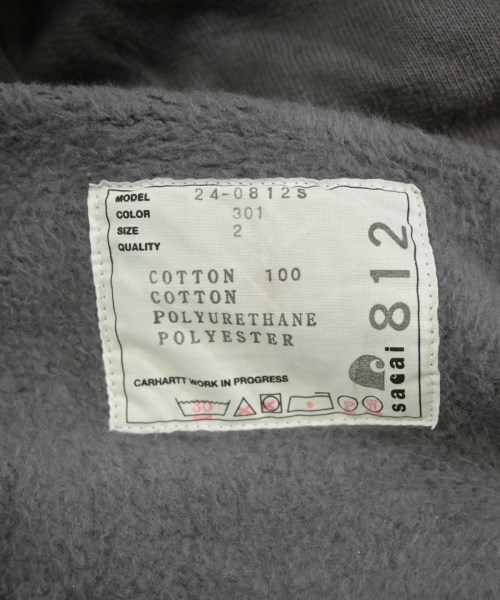 MODEL 24-0812S
COLOR 301
SIZE 2
QUALITY
COTTON 100
COTTON
POLYURETHANE
POLYESTER
CARHARTT WORK IN PROGRESS
30 P W
sacai 812